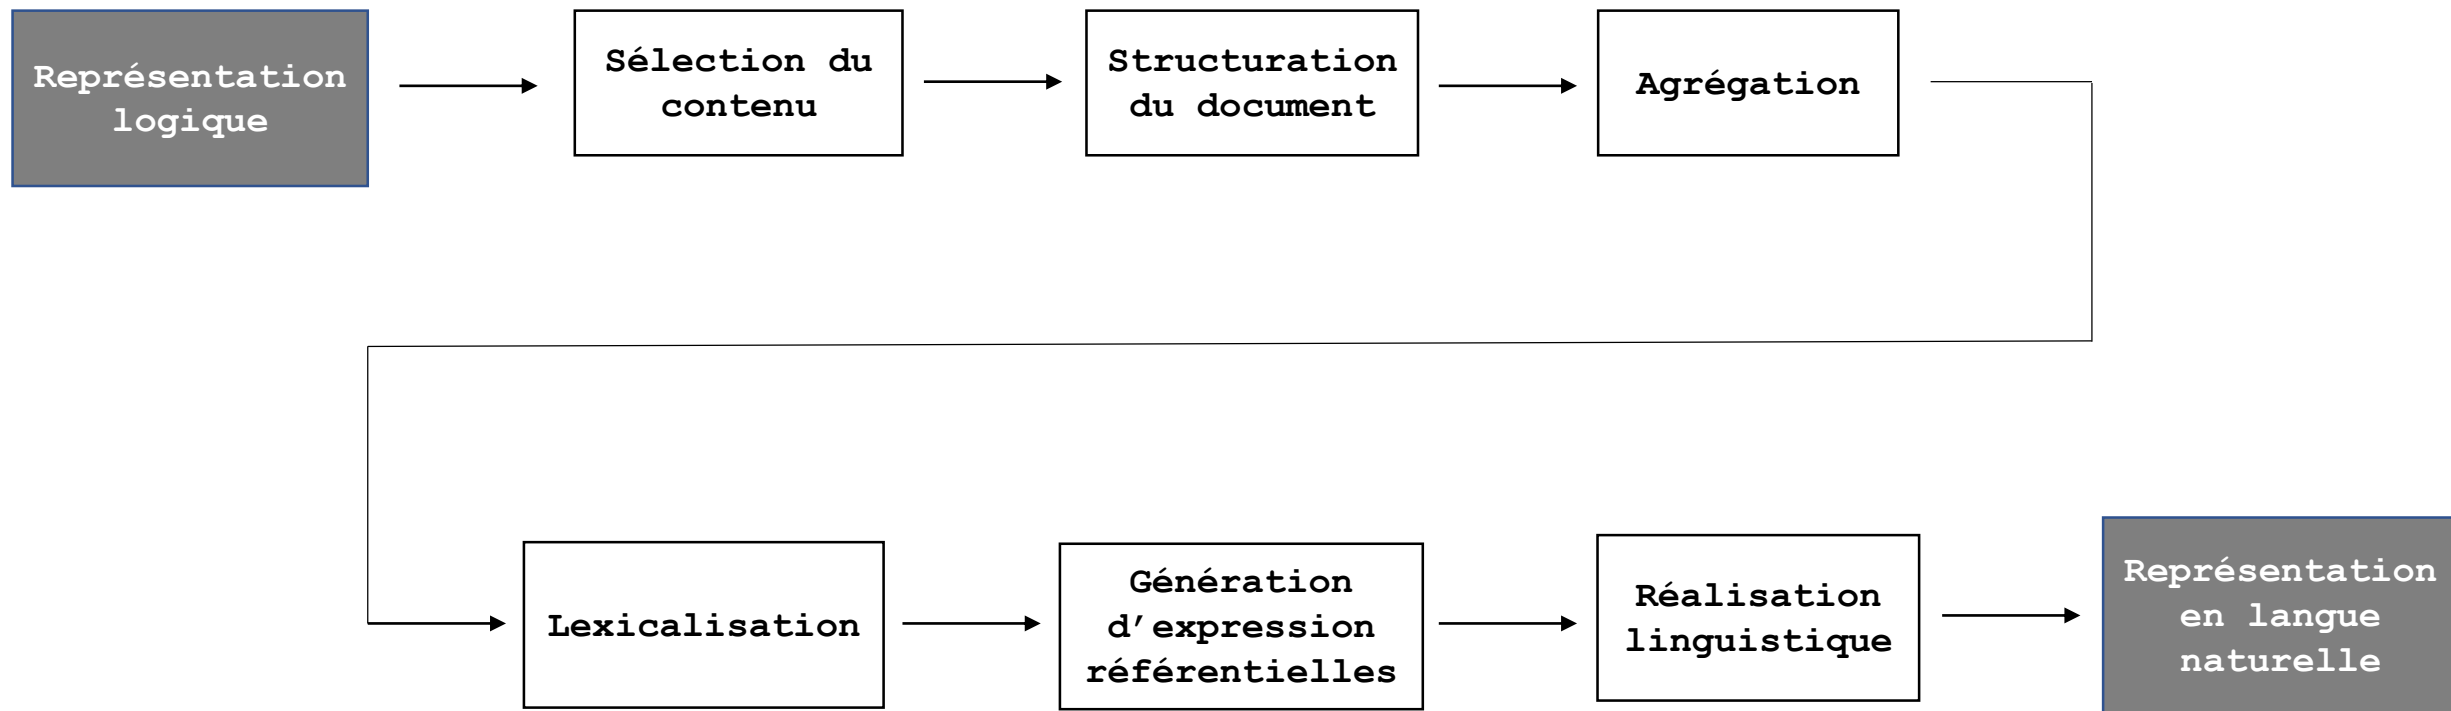 Représentation
logique
Sélection du
contenu
Structuration
du document
Agrégation
Lexicalisation
Génération
d’expression
référentielles
Réalisation
linguistique
Représentation
en langue
naturelle